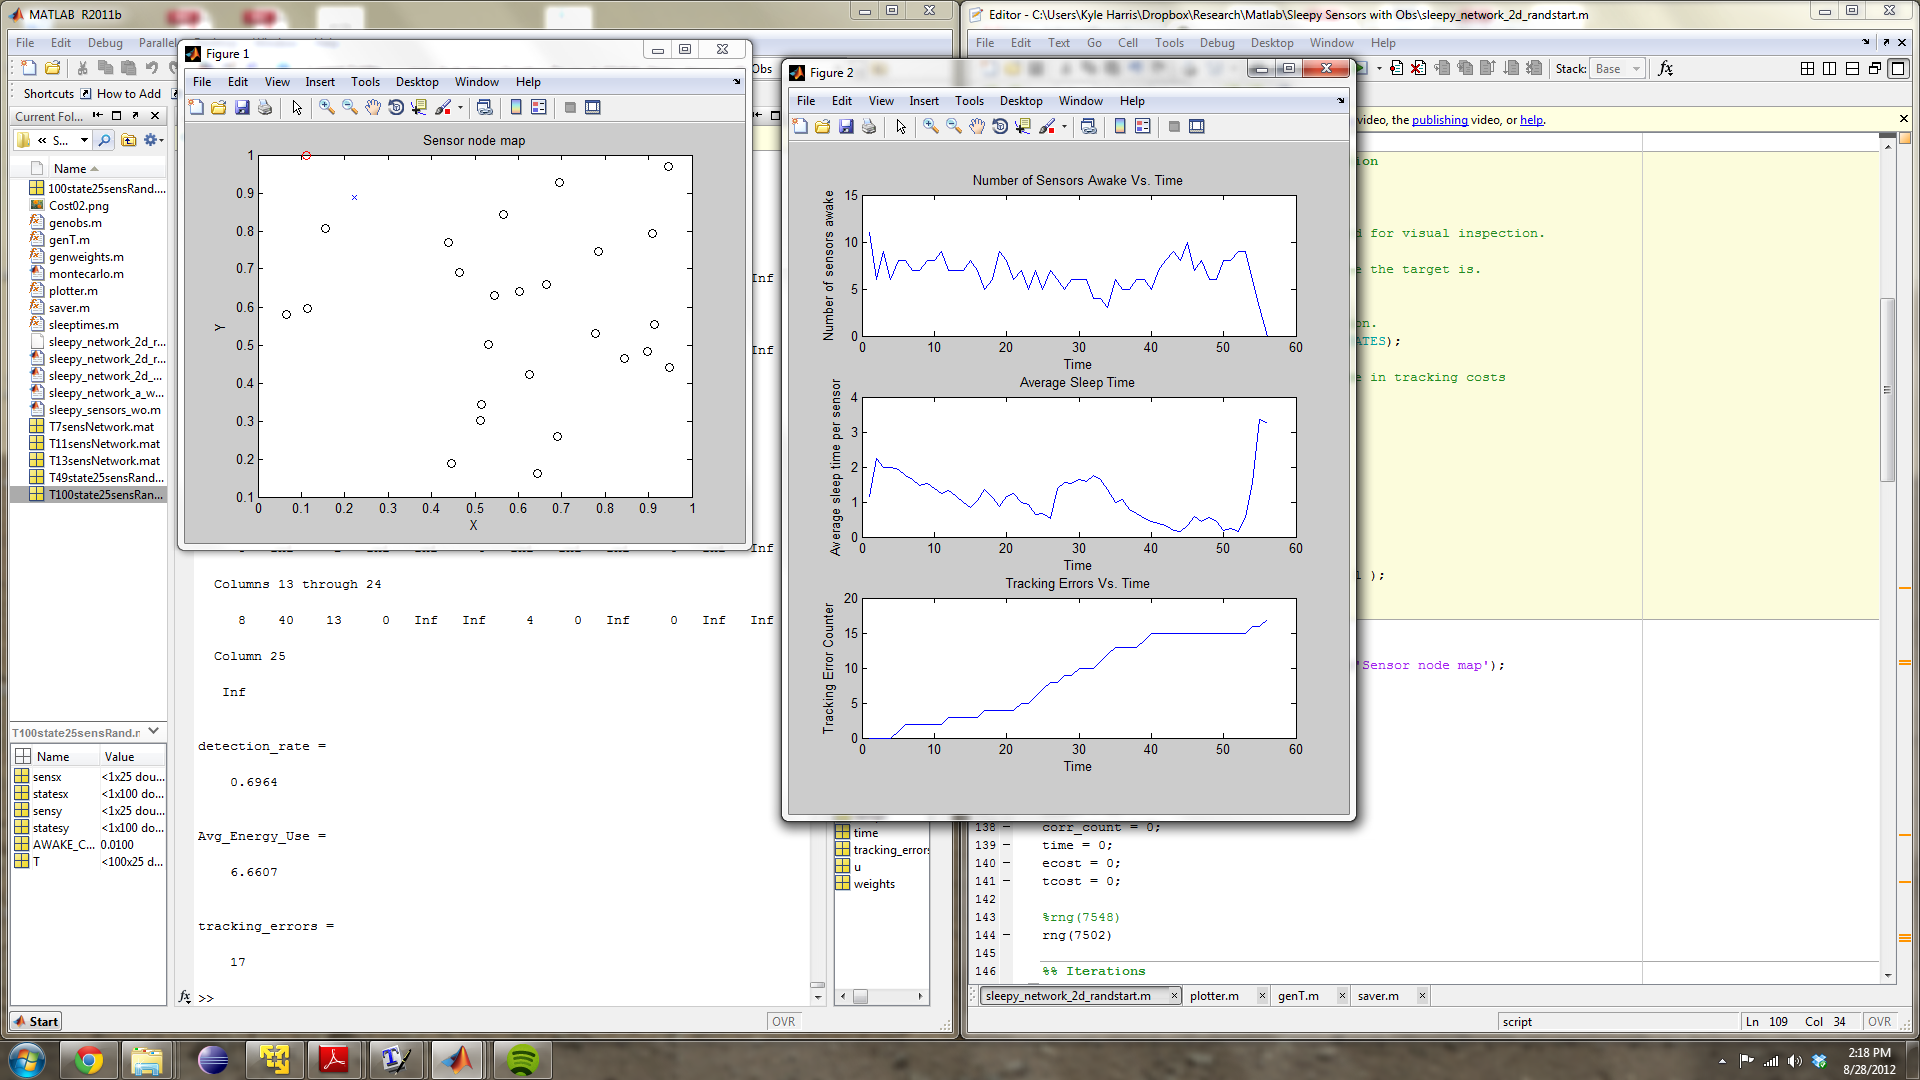 MATLAB R2011b
File Edit Debug Parallel
Shortcuts How to Add
Current Fol...
« S...
Name
100state25sensRand....
Cost02.png
genobs.m
genT.m
genweights.m
montecarlo.m
plotter.m
saver.m
sleeptimes.m
sleepy_network_2d_r...
sleepy_network_2d_r...
sleepy_network_2d_...
sleepy_network_a_w...
sleepy_sensors_wo.m
T7sensNetwork.mat
T11sensNetwork.mat
T13sensNetwork.mat
T49state25sensRand...
T100state25sensRan...
T100state25sensRand.r
Name Value
sensx <1x25 dou...
statesx <1x100 do...
sensy <1x25 dou...
statesy <1x100 do...
AWAKE_C... 0.0100
T <100x25 d...
Start
Figure 1
File Edit View Insert Tools Desktop Window Help
Sensor node map
1
0.9
0.8
0.7
0.6
0.5
0.4
0.3
0.2
0.1
Y
0 0.1 0.2 0.3 0.4 0.5 0.6 0.7 0.8 0.9 1
X
Obs
Inf
Inf
Inf
Columns 13 through 24
8 40 13 0 Inf Inf 4 0 Inf 0 Inf Inf
Column 25
Inf
detection_rate =
0.6964
Avg_Energy_Use =
6.6607
tracking_errors =
17
fx >>
OVR
time
tracking_errors
u
weights
Figure 2
File Edit View Insert Tools Desktop Window Help
Number of Sensors Awake Vs. Time
Number of sensors awake
15
10
5
0
0 10 20 30 40 50 60
Time
Average Sleep Time
Average sleep time per sensor
4
3
2
1
0
0 10 20 30 40 50 60
Time
Tracking Errors Vs. Time
Tracking Error Counter
20
15
10
5
0
0 10 20 30 40 50 60
Time
Editor - C:\Users\Kyle Harris\Dropbox\Research\Matlab\Sleepy Sensors with Obs\sleepy_network_2d_randstart.m
File Edit Text Go Cell Tools Debug Desktop Window Help
Stack: Base fx
video, the publishing video, or help.
ion
d for visual inspection.
e the target is.
on.
ATES);
e in tracking costs
l );
'Sensor node map');
138 – corr_count = 0;
139 – time = 0;
140 – ecost = 0;
141 – tcost = 0;
142
143 %rng(7548)
144 – rng(7502)
145
146 %% Iterations
sleepy_network_2d_randstart.m × plotter.m × genT.m × saver.m ×
script Ln 109 Col 34 OVR
2:18 PM
8/28/2012